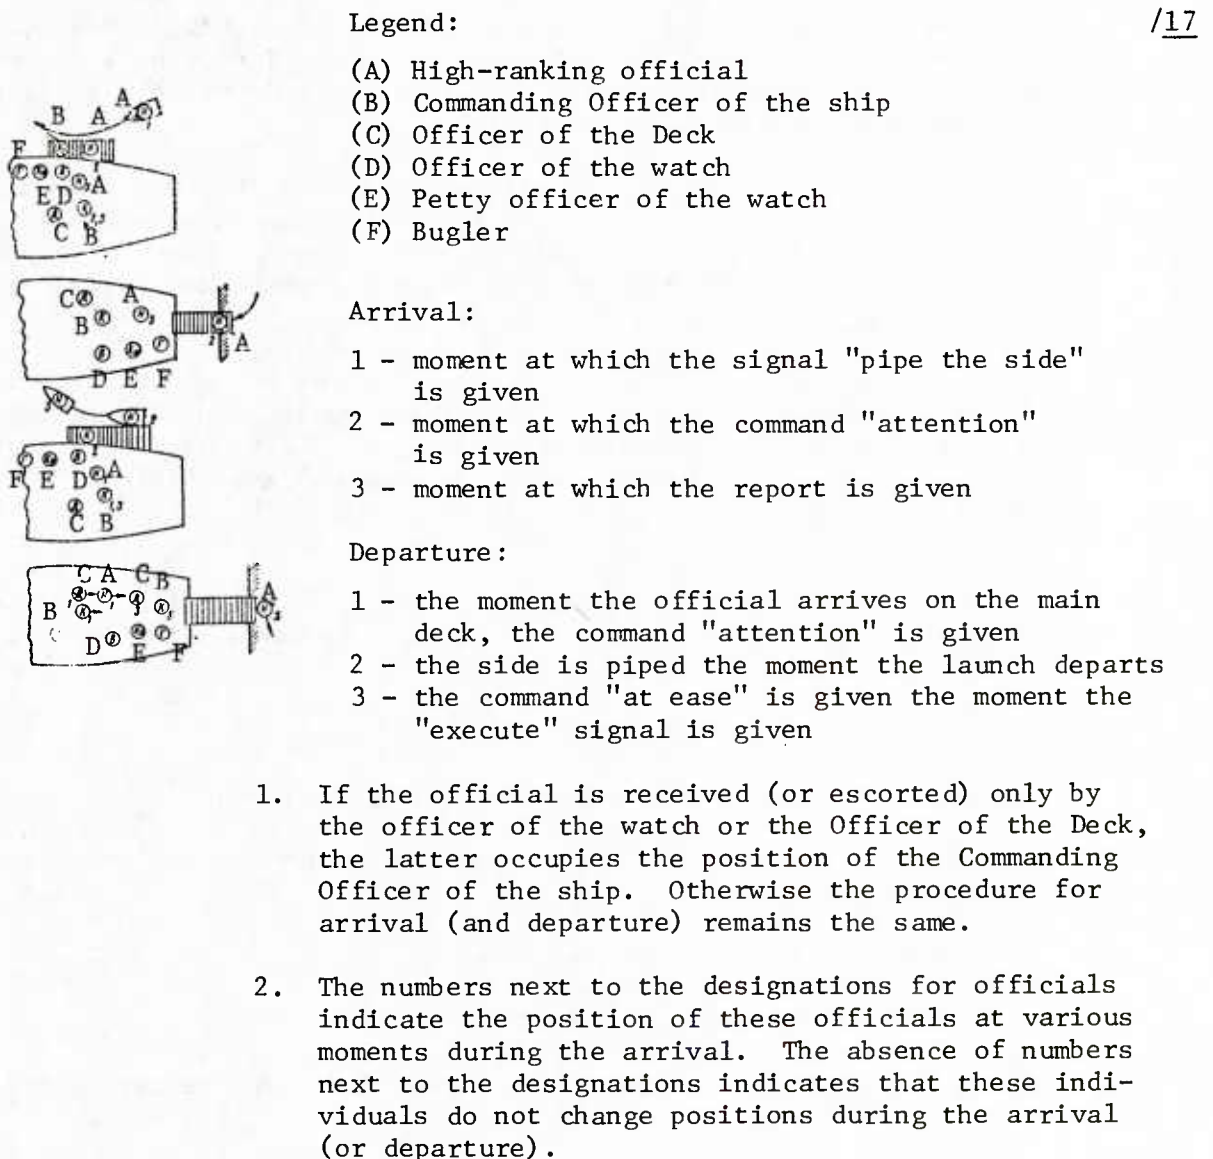 /17
Legend:
(A) High-ranking official
(B) Commanding Officer of the ship
(C) Officer of the Deck
(D) Officer of the watch
(E) Petty officer of the watch
(F) Bugler
B A A
F
A
E D
C B
C A
B
A
D E F
F E D A
C B
C A C B
B
A
D
E F
Arrival:
1 - moment at which the signal "pipe the side"
is given
2 - moment at which the command "attention"
is given
3 - moment at which the report is given
Departure:
1 - the moment the official arrives on the main
deck, the command "attention" is given
2 - the side is piped the moment the launch departs
3 - the command "at ease" is given the moment the
"execute" signal is given
1. If the official is received (or escorted) only by
the officer of the watch or the Officer of the Deck,
the latter occupies the position of the Commanding
Officer of the ship. Otherwise the procedure for
arrival (and departure) remains the same.
2. The numbers next to the designations for officials
indicate the position of these officials at various
moments during the arrival. The absence of numbers
next to the designations indicates that these indi-
viduals do not change positions during the arrival
(or departure).